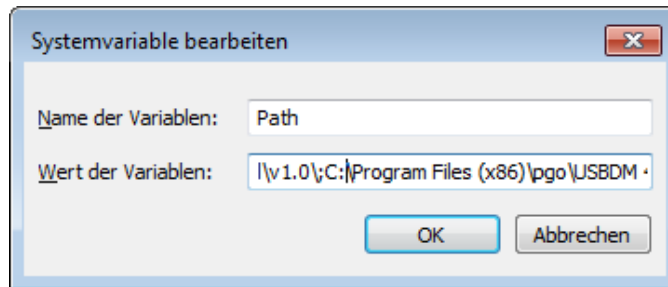 Systemvariable bearbeiten
Name der Variablen: Path
Wert der Variablen: l\v1.0\;C:\Program Files (x86)\pgo\USBDM
OK Abbrechen